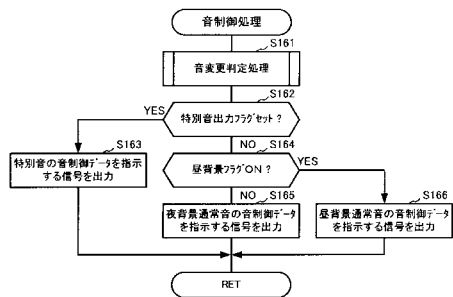 音制御処理
S161
音変更判定処理
S162
YES
特別音出力フラグセット？
S163
NO
S164
特別音の音制御データを指示
する信号を出力
昼背景フラグON？
YES
NO
S165
S166
夜背景通常音の音制御データ
を指示する信号を出力
昼背景通常音の音制御データ
を指示する信号を出力
RET